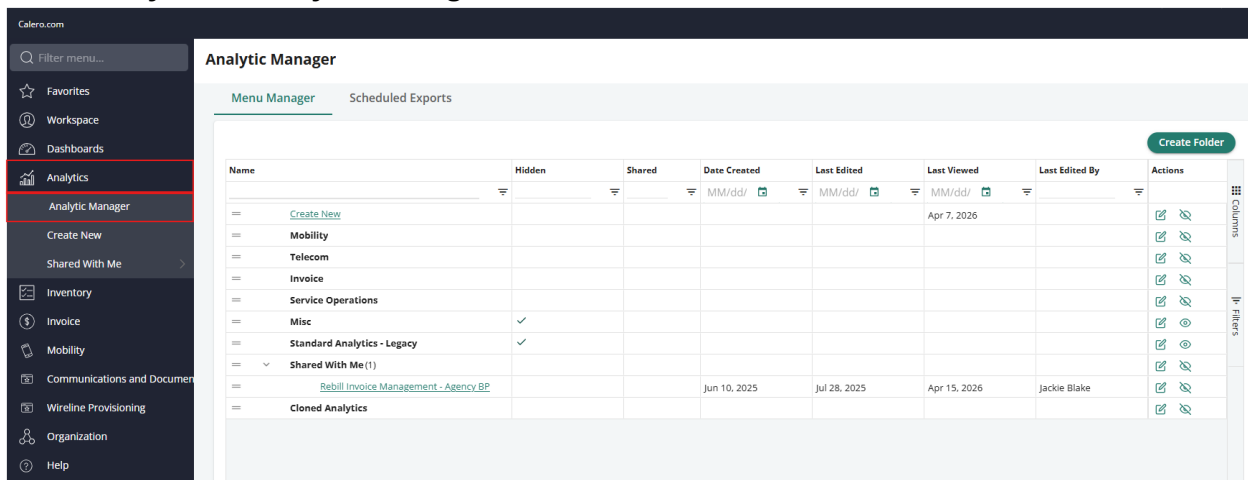 Calero.com
Filter menu...
Analytic Manager
Favorites
Menu Manager Scheduled Exports
Workspace
Dashboards
Create Folder
Analytics
Name Hidden Shared Date Created Last Edited Last Viewed Last Edited By Actions
MM/dd/ MM/dd/ MM/dd/
Analytic Manager
Create New Apr 7, 2026
Columns
Create New
Mobility
Telecom
Shared With Me
Invoice
Inventory
Service Operations
Filters
Invoice
Misc
Mobility
Standard Analytics - Legacy
Shared With Me (1)
Communications and Documen
Rebill Invoice Management - Agency BP Jun 10, 2025 Jul 28, 2025 Apr 15, 2026 Jackie Blake
Wireline Provisioning
Cloned Analytics
Organization
Help